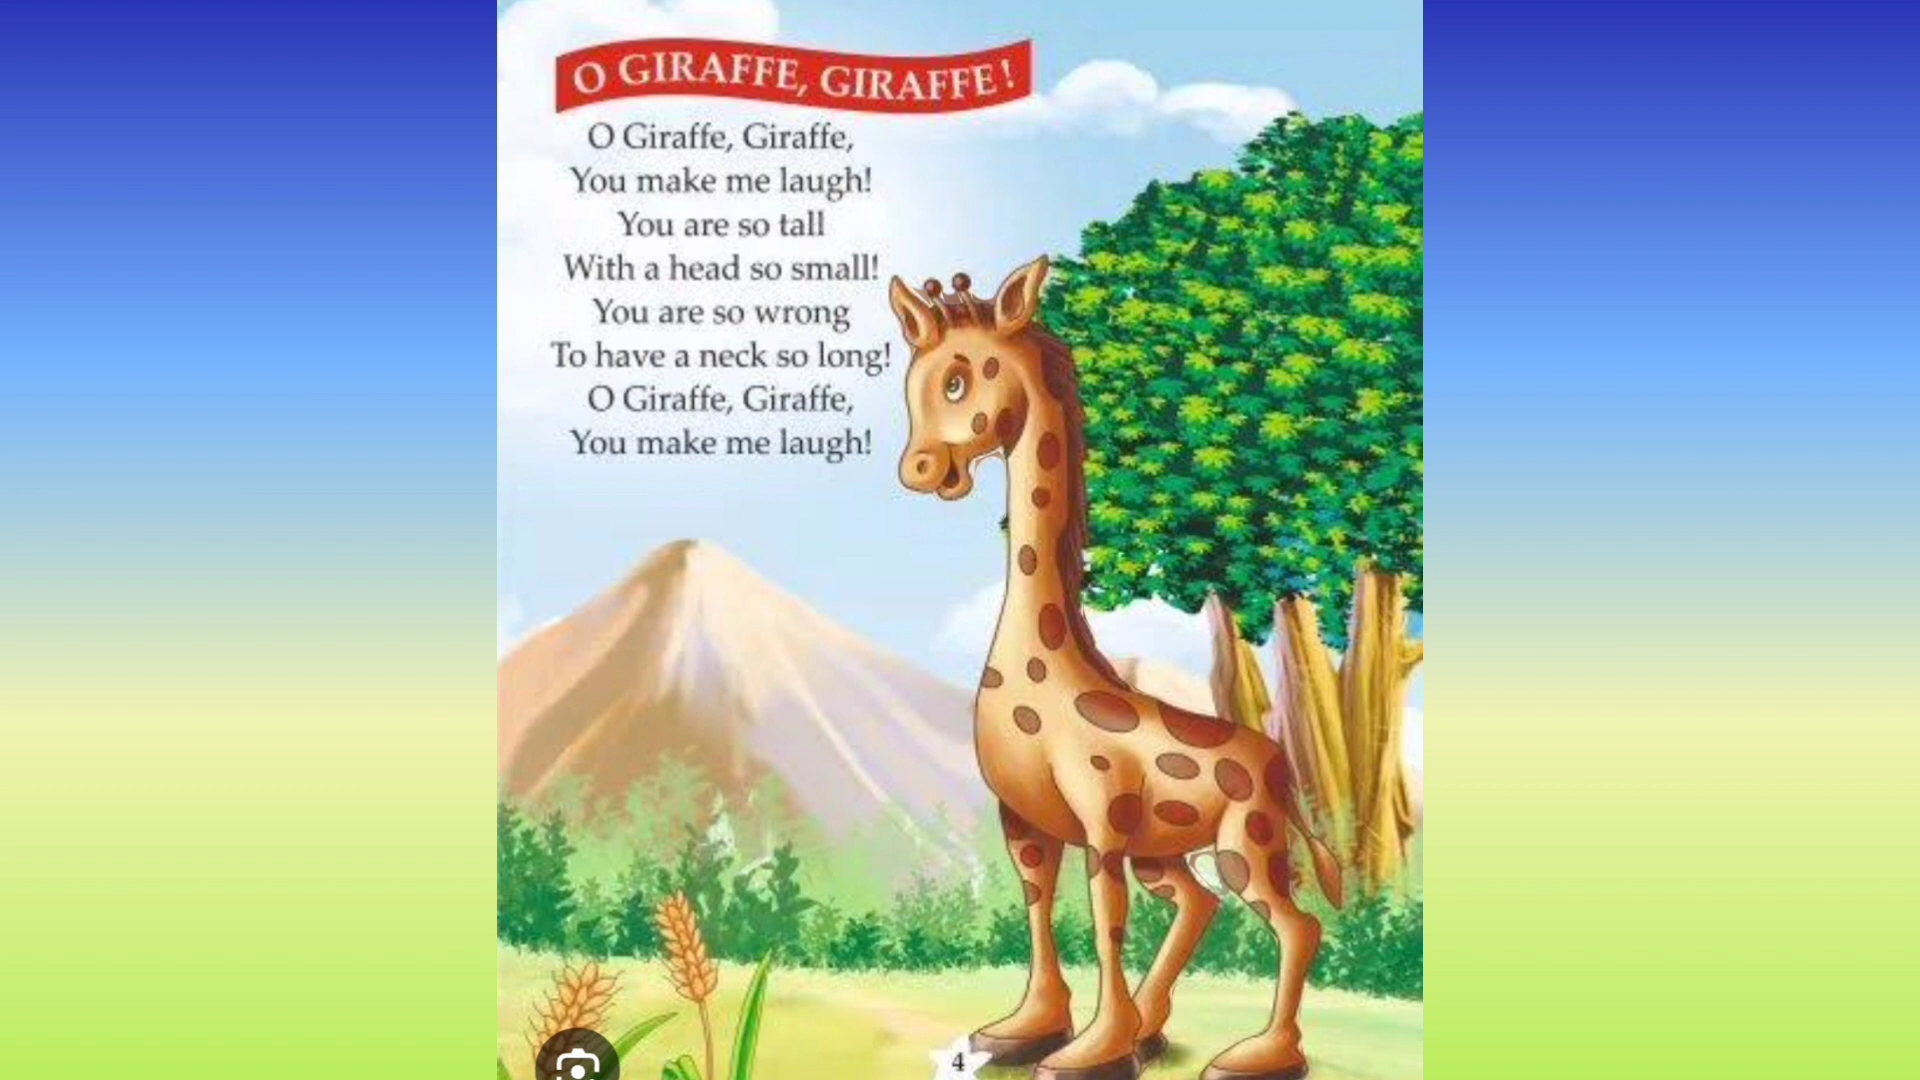 O GIRAFFE, GIRAFFE!
O Giraffe, Giraffe,
You make me laugh!
You are so tall
With a head so small!
You are so wrong
To have a neck so long!
O Giraffe, Giraffe,
You make me laugh!
4